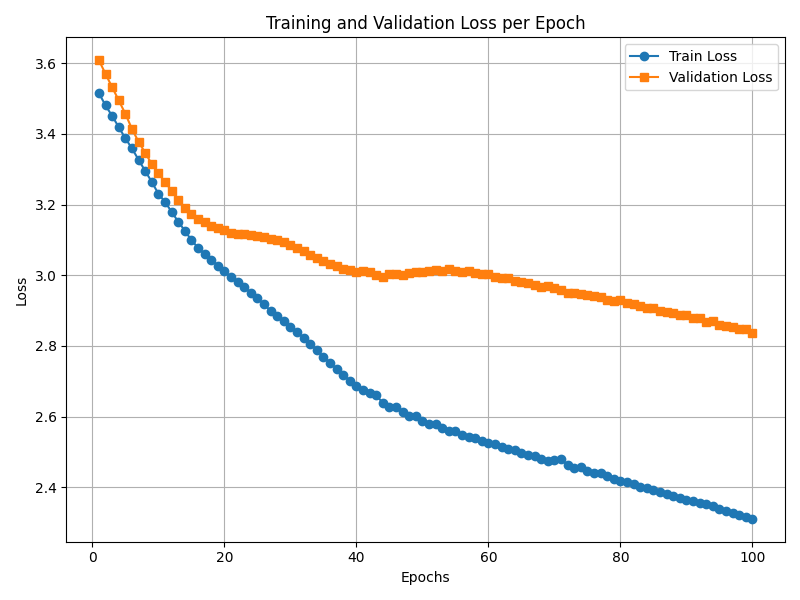 Training and Validation Loss per Epoch
Train Loss
Validation Loss
Loss
3.6
3.4
3.2
3.0
2.8
2.6
2.4
0 20 40 60 80 100
Epochs